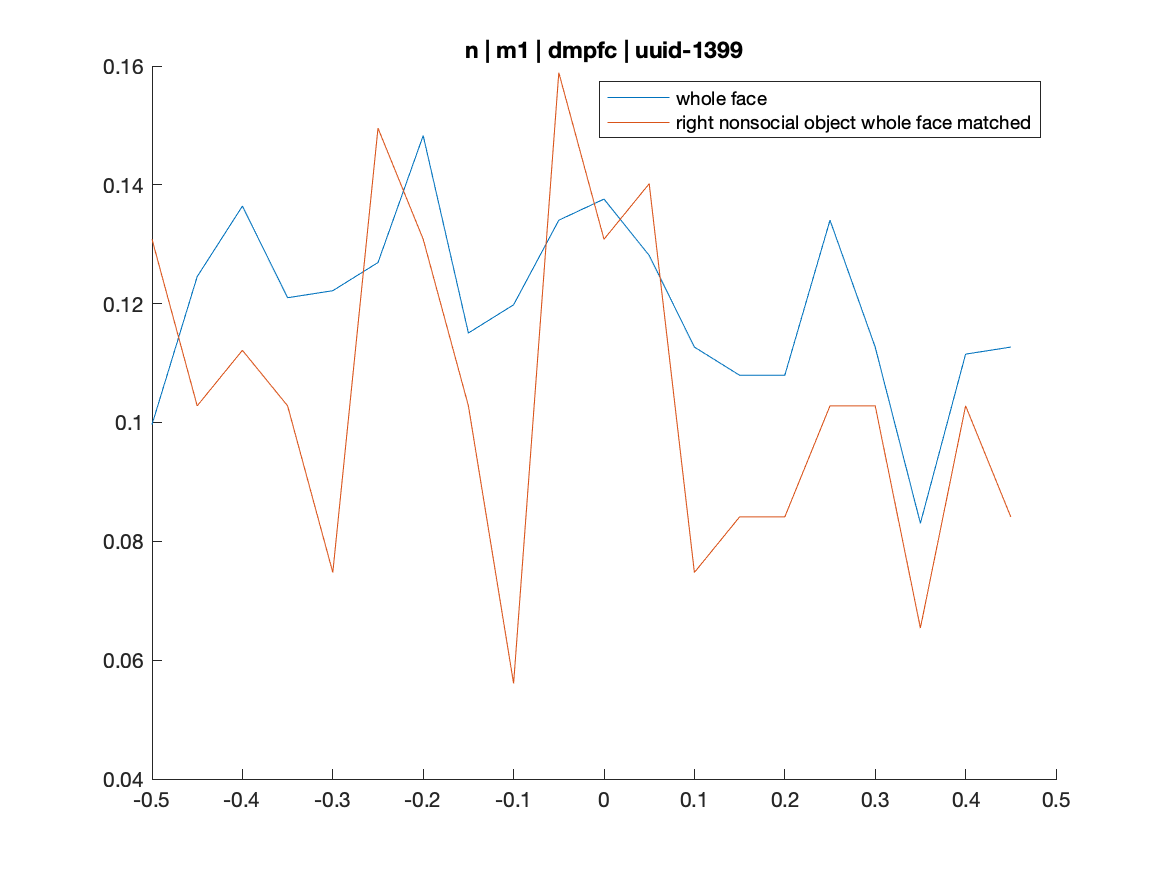 n | m1 | dmpfc | uuid-1399
0.16
whole face
right nonsocial object whole face matched
0.14
0.12
0.1
0.08
0.06
0.04
-0.5 -0.4 -0.3 -0.2 -0.1 0 0.1 0.2 0.3 0.4 0.5